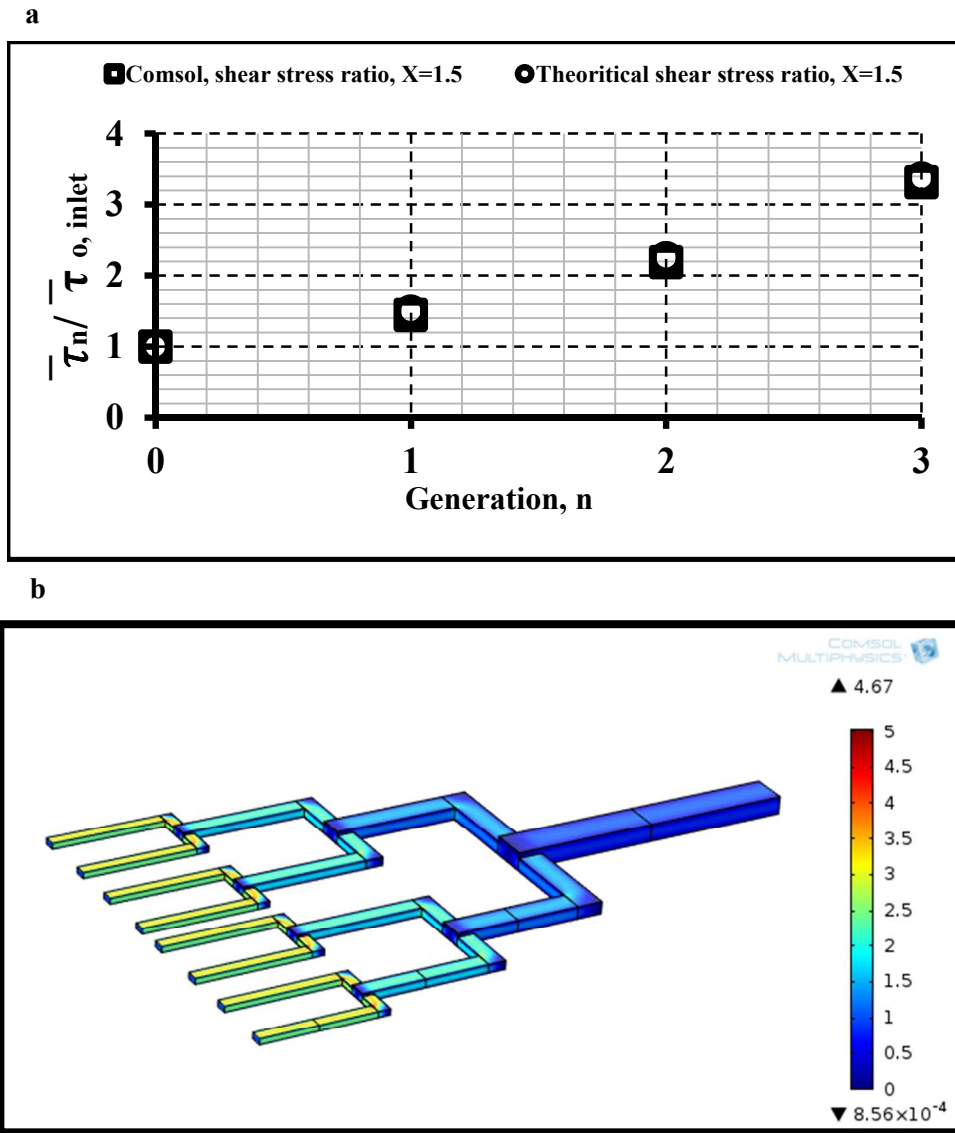 a
Comsol, shear stress ratio, X=1.5
Theoritical shear stress ratio, X=1.5
τ̅n/ τ̅ o, inlet
4
3
2
1
0
0 1 2 3
Generation, n
b
COMSOL
MULTIPHYSICS
▲ 4.67
5
4.5
4
3.5
3
2.5
2
1.5
1
0.5
0
▼ 8.56×10⁻⁴